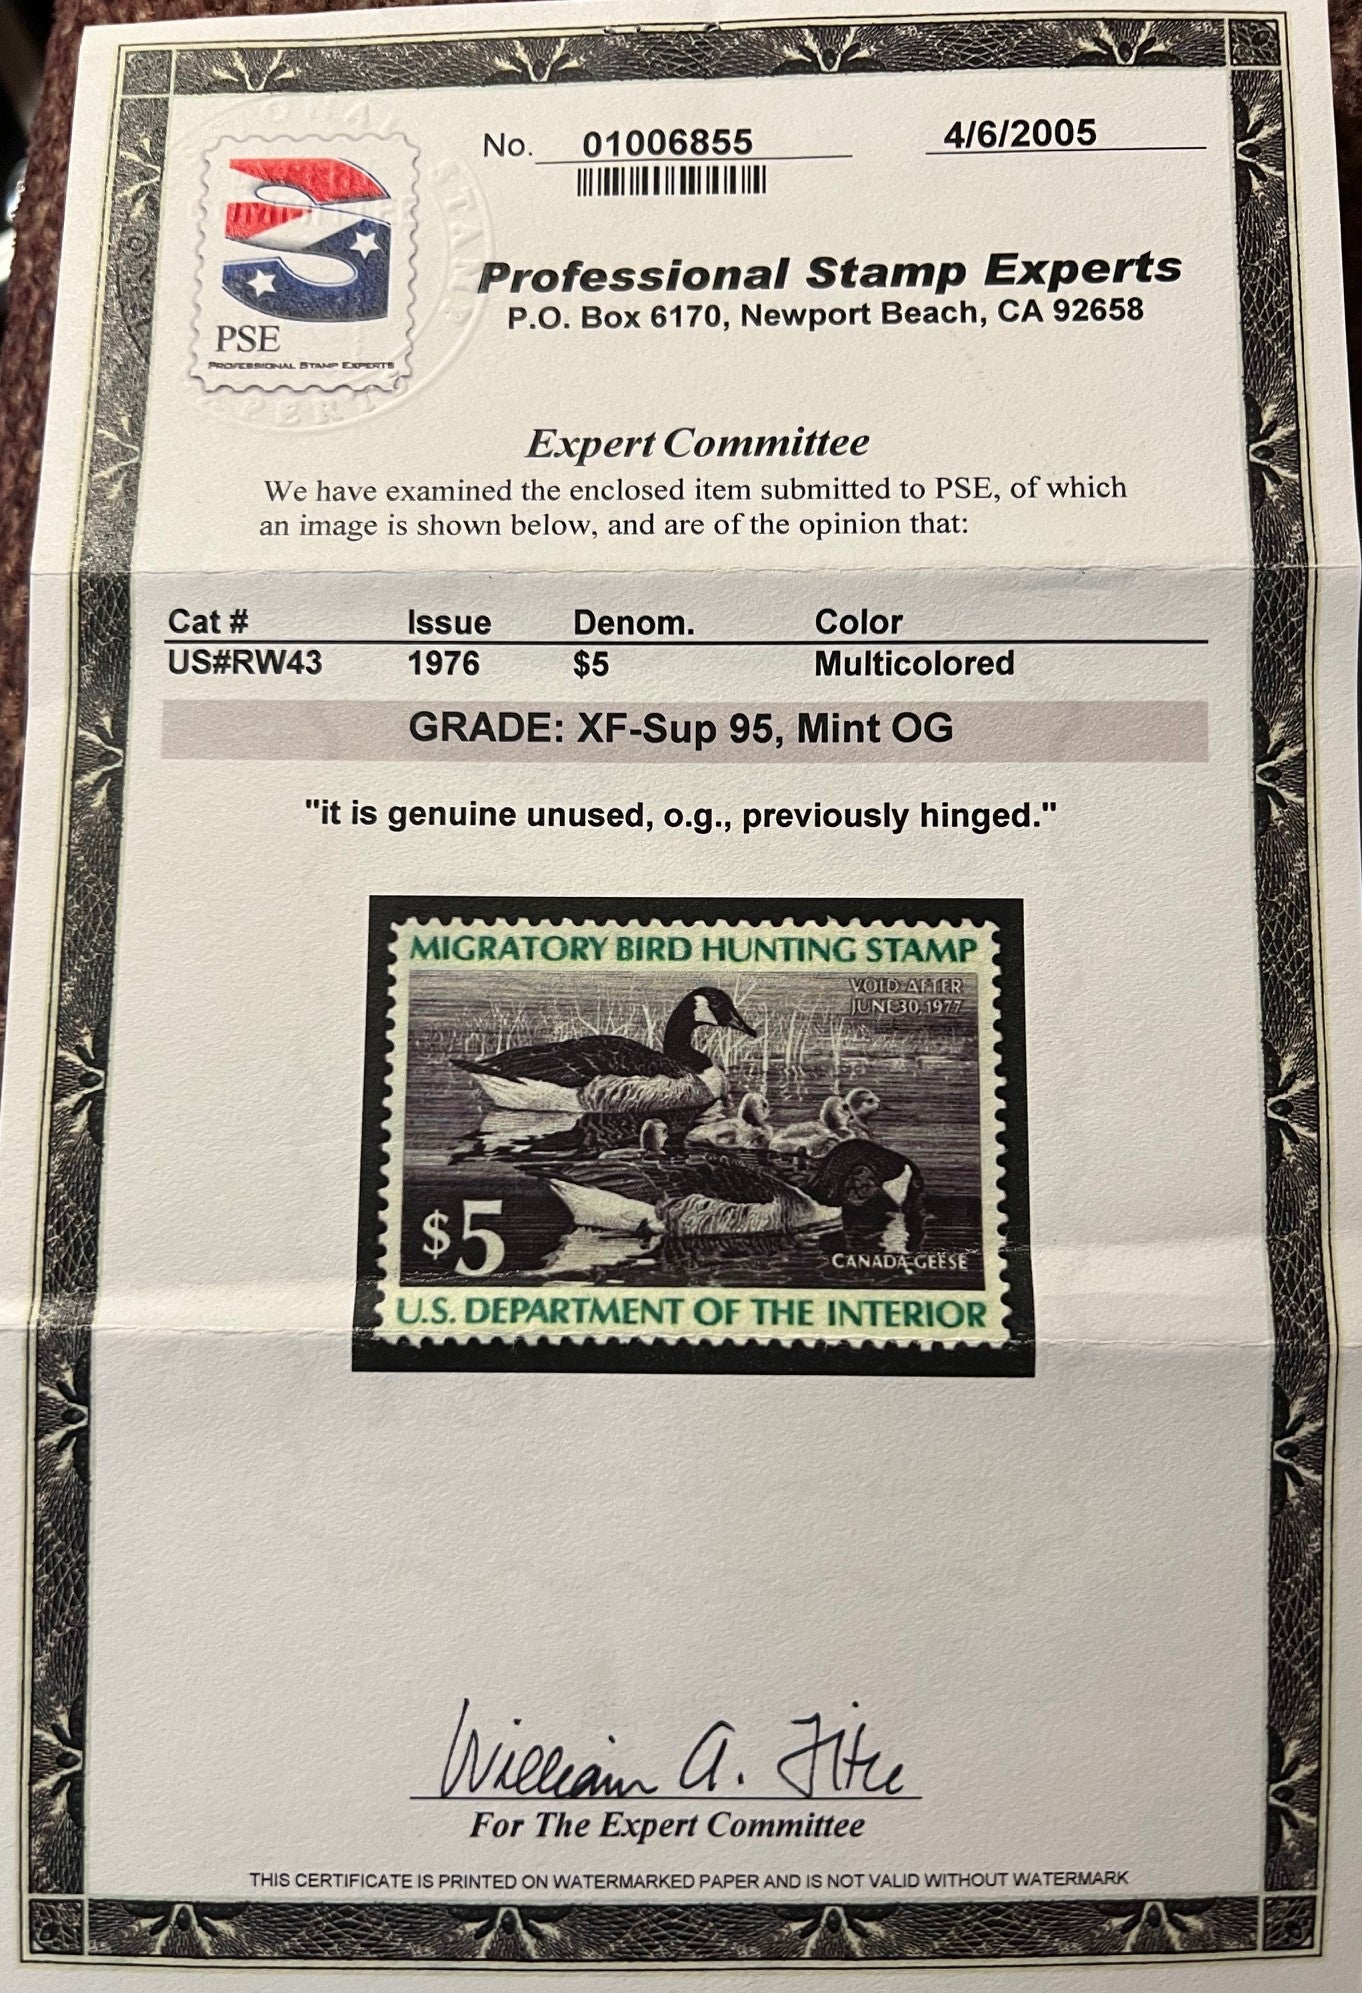 No. 01006855
4/6/2005
PSE
PROFESSIONAL STAMP EXPERTS
Professional Stamp Experts
P.O. Box 6170, Newport Beach, CA 92658
Expert Committee
We have examined the enclosed item submitted to PSE, of which
an image is shown below, and are of the opinion that:
Cat # Issue Denom. Color
US#RW43 1976 $5 Multicolored
GRADE: XF-Sup 95, Mint OG
"it is genuine unused, o.g., previously hinged."
MIGRATORY BIRD HUNTING STAMP
VOID AFTER
JUNE 30, 1977
$5
CANADA GEESE
U.S. DEPARTMENT OF THE INTERIOR
William A. Litle
For The Expert Committee
THIS CERTIFICATE IS PRINTED ON WATERMARKED PAPER AND IS NOT VALID WITHOUT WATERMARK